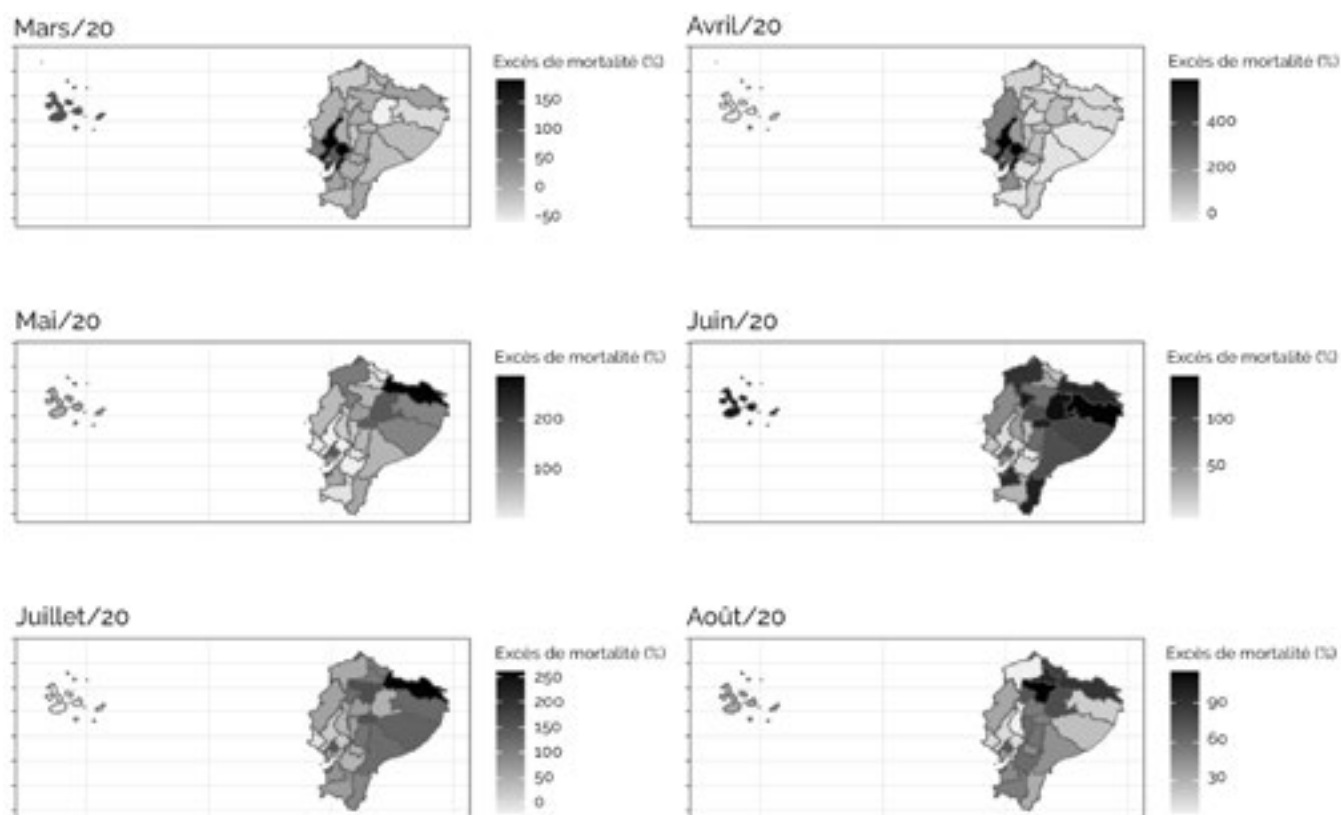 Mars/20
Excès de mortalité (%)
150
100
50
0
-50
Avril/20
Excès de mortalité (%)
400
200
0
Mai/20
Excès de mortalité (%)
200
100
Juin/20
Excès de mortalité (%)
100
50
Juillet/20
Excès de mortalité (%)
250
200
150
100
50
0
Août/20
Excès de mortalité (%)
90
60
30